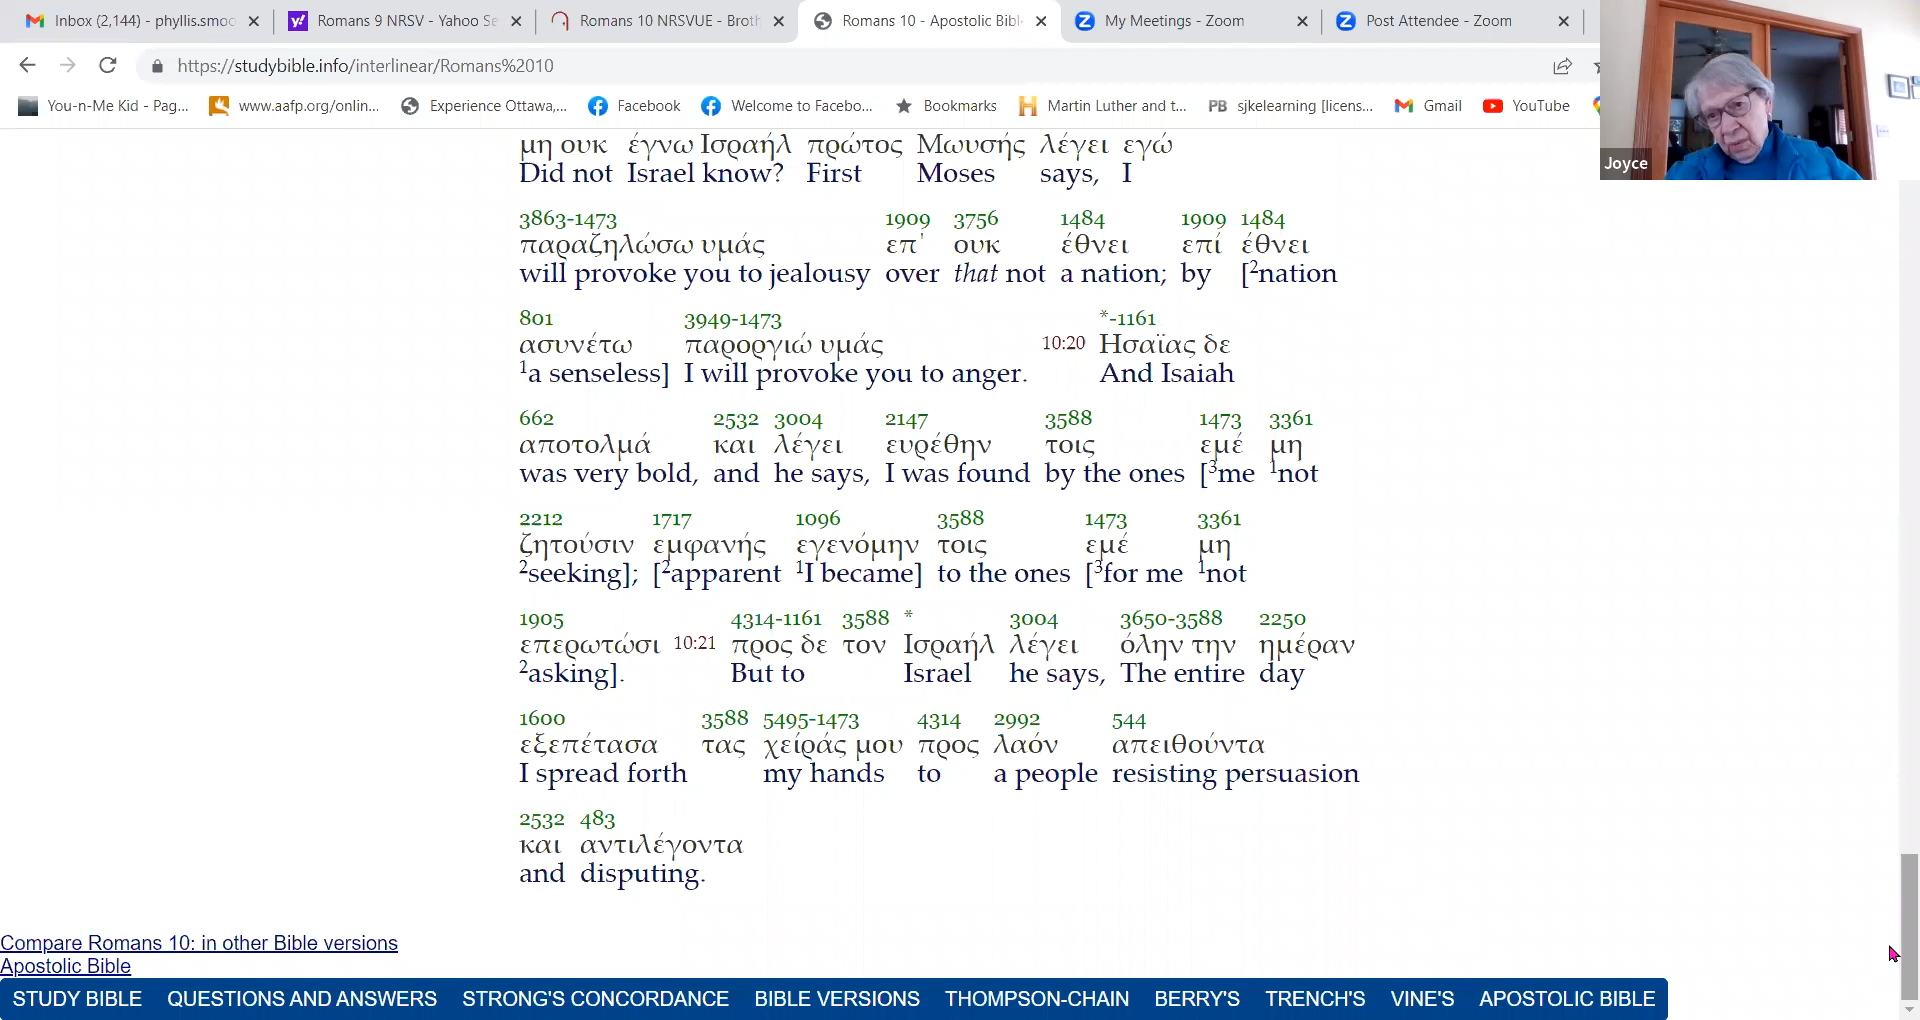 Inbox (2,144) - phyllis.smoo
Romans 9 NRSV - Yahoo Se
Romans 10 NRSVUE - Broth
Romans 10 - Apostolic Bibl
My Meetings - Zoom
Post Attendee - Zoom
https://studybible.info/interlinear/Romans%2010
You-n-Me Kid - Pag...
www.aafp.org/onlin...
Experience Ottawa,...
Facebook
Welcome to Facebo...
Bookmarks
Martin Luther and t...
PB sjkelearning [licens...
Gmail
YouTube
Joyce
μη ουκ έγνω Ισραήλ πρώτος Μωυσής λέγει εγώ
Did not Israel know? First Moses says, I
3863-1473 1909 3756 1484 1909 1484
παραζηλώσω υμάς επ' ουκ έθνει επί έθνει
will provoke you to jealousy over that not a nation; by [²nation
801 3949-1473 *-1161
ασυνέτω παροργιώ υμάς 10:20 Ησαϊας δε
¹a senseless] I will provoke you to anger. And Isaiah
662 2532 3004 2147 3588 1473 3361
αποτολμά και λέγει ευρέθην τοις εμέ μη
was very bold, and he says, I was found by the ones [³me ¹not
2212 1717 1096 3588 1473 3361
ζητούσιν εμφανής εγενόμην τοις εμέ μη
²seeking]; [²apparent ¹I became] to the ones [³for me ¹not
1905 4314-1161 3588 * 3004 3650-3588 2250
επερωτώσι 10:21 προς δε τον Ισραήλ λέγει όλην την ημέραν
²asking]. But to Israel he says, The entire day
1600 3588 5495-1473 4314 2992 544
εξεπέτασα τας χείράς μου προς λαόν απειθούντα
I spread forth my hands to a people resisting persuasion
2532 483
και αντιλέγοντα
and disputing.
Compare Romans 10: in other Bible versions
Apostolic Bible
STUDY BIBLE QUESTIONS AND ANSWERS STRONG'S CONCORDANCE BIBLE VERSIONS THOMPSON-CHAIN BERRY'S TRENCH'S VINE'S APOSTOLIC BIBLE